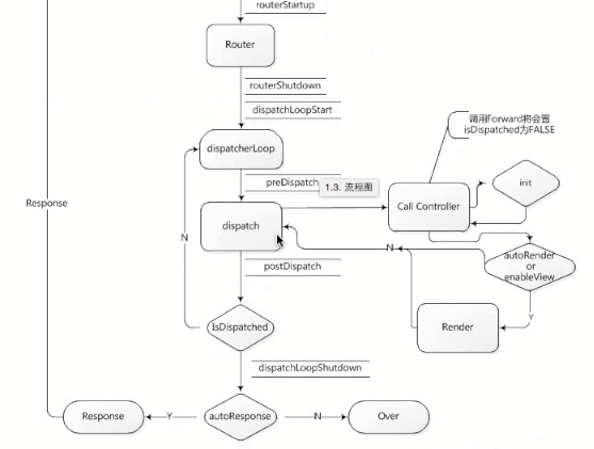 routerStartup
Router
routerShutdown
dispatchLoopStart
调用Forward将会置
isDispatched为FALSE
dispatcherLoop
preDispatch
1.3. 流程图
init
Response
Call Controller
dispatch
N
N
autoRender
or
enableView
postDispatch
Y
IsDispatched
Render
dispatchLoopShutdown
Response
Y
autoResponse
N
Over